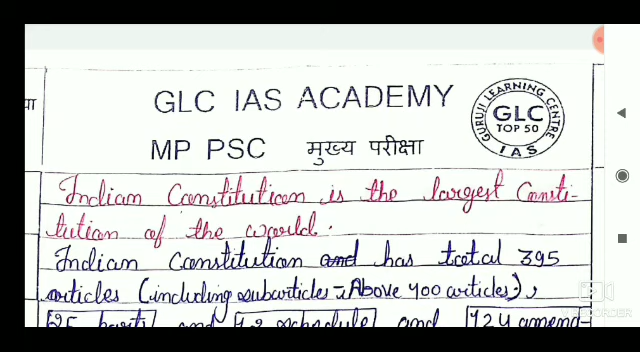 GLC IAS ACADEMY
MP PSC मुख्य परीक्षा
GURUJI LEARNING CENTRE
GLC
TOP 50
IAS
Indian Constitution is the largest Consti-
tution of the world.
Indian Constitution and has total 395
articles (including subarticles = Above 400 articles),
25 parts and 12 schedule and 124 amend-